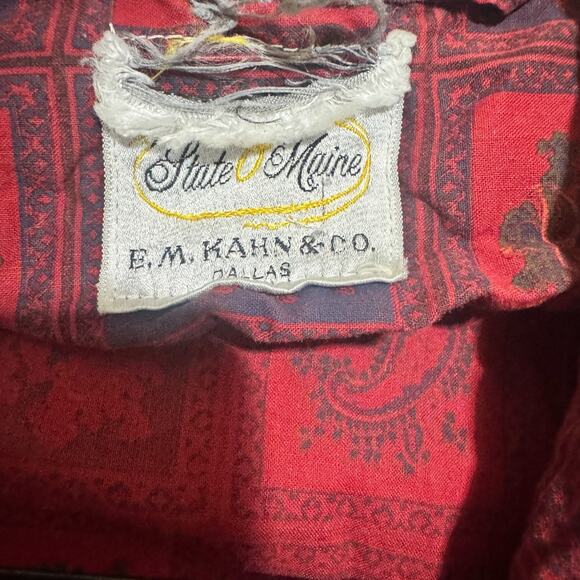 State O Maine
E. M. KAHN & CO.
DALLAS